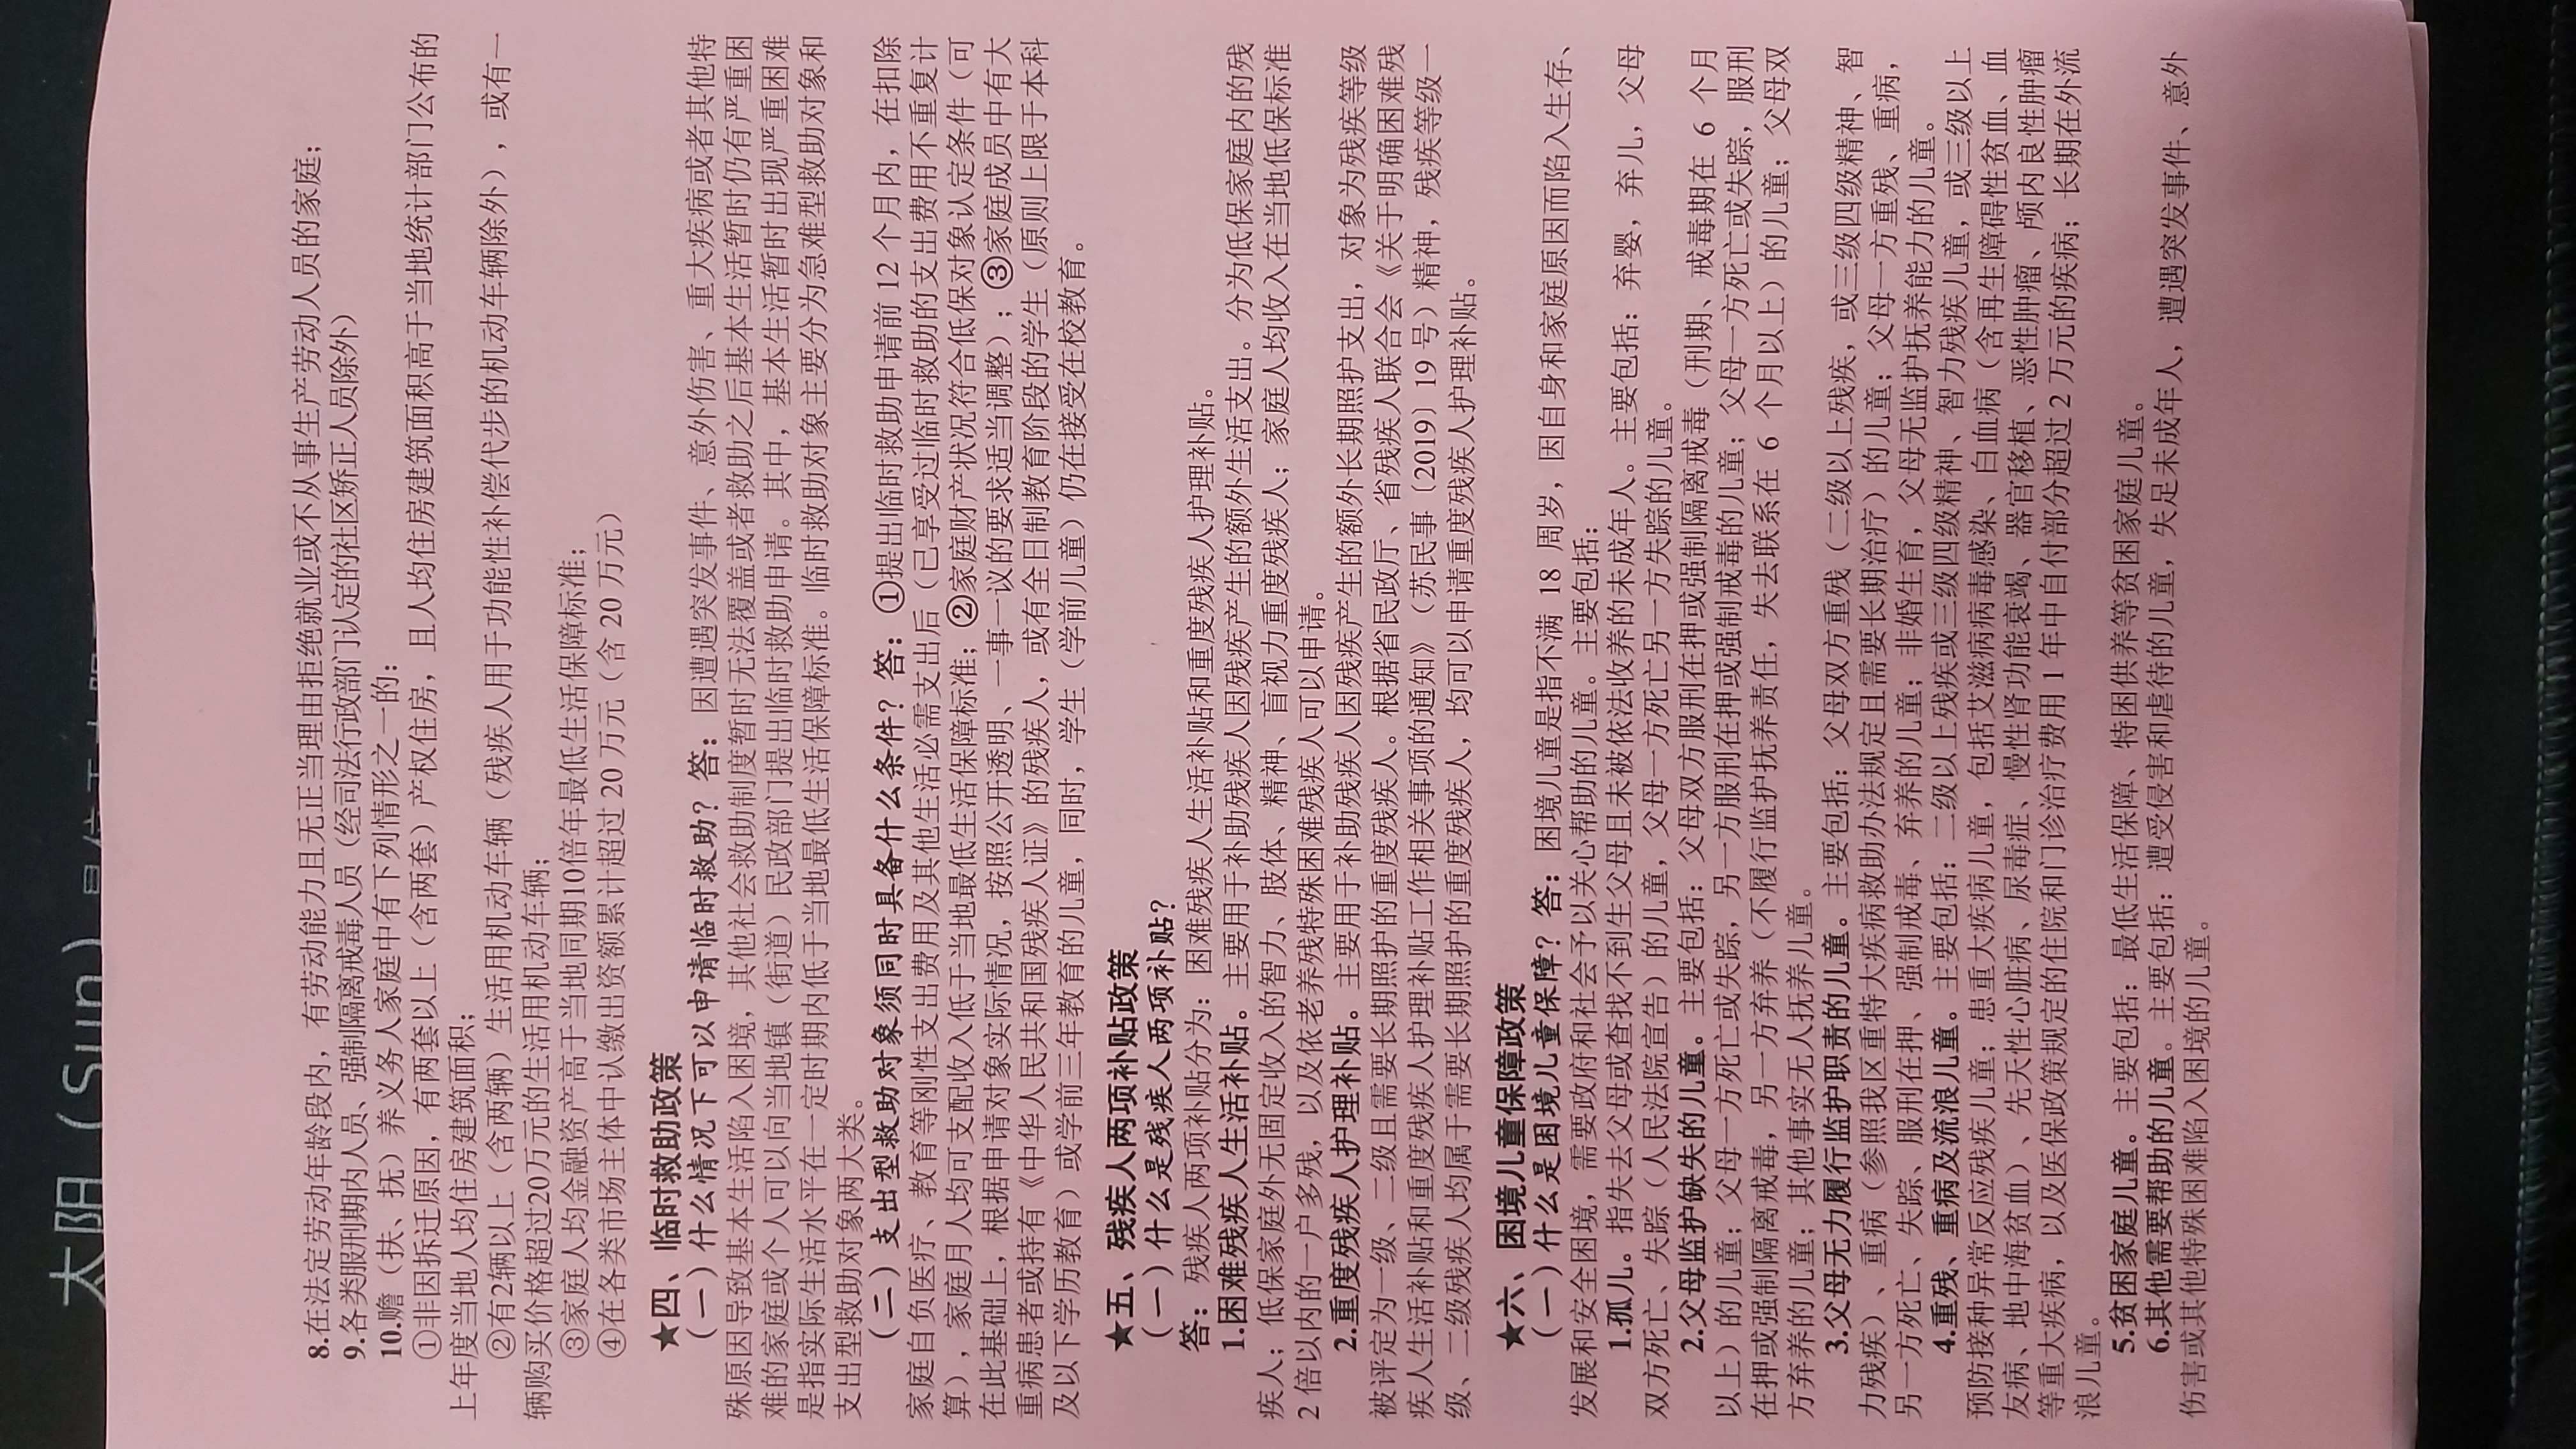 太阳（Sun）
8.在法定劳动年龄段内，有劳动能力且无正当理由拒绝就业或不从事生产劳动人员的家庭；
9.各类服刑期内人员、强制隔离戒毒人员（经司法行政部门认定的社区矫正人员除外）
10.赡（扶、抚）养义务人家庭中有下列情形之一的：
①非因拆迁原因，有两套以上（含两套）产权住房，且人均住房建筑面积高于当地统计部门公布的
上年度当地人均住房建筑面积；
②有2辆以上（含两辆）生活用机动车辆（残疾人用于功能性补偿代步的机动车辆除外），或有一
辆购买价格超过20万元的生活用机动车辆；
③家庭人均金融资产高于当地同期10倍年最低生活保障标准；
④在各类市场主体中认缴出资额累计超过 20 万元（含 20 万元）
★四、临时救助政策
（一）什么情况下可以申请临时救助？答：因遭遇突发事件、意外伤害、重大疾病或者其他特
殊原因导致基本生活陷入困境，其他社会救助制度暂时无法覆盖或者救助之后基本生活暂时仍有严重困
难的家庭或个人可以向当地镇（街道）民政部门提出临时救助申请。其中，基本生活暂时出现严重困难
是指实际生活水平在一定时期内低于当地最低生活保障标准。临时救助对象主要分为急难型救助对象和
支出型救助对象两大类。
（二）支出型救助对象须同时具备什么条件？答：①提出临时救助申请前 12 个月内，在扣除
家庭自负医疗、教育等刚性支出费用及其他生活必需支出后（已享受过临时救助的支出费用不重复计
算），家庭月人均可支配收入低于当地最低生活保障标准；②家庭财产状况符合低保对象认定条件（可
在此基础上，根据申请对象实际情况，按照公开透明、一事一议的要求适当调整）；③家庭成员中有大
重病患者或持有《中华人民共和国残疾人证》的残疾人，或有全日制教育阶段的学生（原则上限于本科
及以下学历教育）或学前三年教育的儿童，同时，学生（学前儿童）仍在接受在校教育。
★五、残疾人两项补贴政策
（一）什么是残疾人两项补贴？
答：残疾人两项补贴分为：困难残疾人生活补贴和重度残疾人护理补贴。
1.困难残疾人生活补贴。主要用于补助残疾人因残疾产生的额外生活支出。分为低保家庭内的残
疾人；低保家庭外无固定收入的智力、肢体、精神、盲视力重度残疾人；家庭人均收入在当地低保标准
2 倍以内的一户多残，以及依老养残特殊困难残疾人可以申请。
2.重度残疾人护理补贴。主要用于补助残疾人因残疾产生的额外长期照护支出，对象为残疾等级
被评定为一级、二级且需要长期照护的重度残疾人。根据省民政厅、省残疾人联合会《关于明确困难残
疾人生活补贴和重度残疾人护理补贴工作相关事项的通知》（苏民事〔2019〕19 号）精神，残疾等级一
级、二级残疾人均属于需要长期照护的重度残疾人，均可以申请重度残疾人护理补贴。
★六、困境儿童保障政策
（一）什么是困境儿童保障？答：困境儿童是指不满 18 周岁，因自身和家庭原因而陷入生存、
发展和安全困境，需要政府和社会予以关心帮助的儿童。主要包括：
1.孤儿。指失去父母或查找不到生父母且未被依法收养的未成年人。主要包括：弃婴，弃儿，父母
双方死亡、失踪（人民法院宣告）的儿童，父母一方死亡另一方失踪的儿童。
2.父母监护缺失的儿童。主要包括：父母双方服刑在押或强制隔离戒毒（刑期、戒毒期在 6 个月
以上）的儿童；父母一方死亡或失踪，另一方服刑在押或强制戒毒的儿童；父母一方死亡或失踪，服刑
在押或强制隔离戒毒，另一方弃养（不履行监护抚养责任，失去联系在 6 个月以上）的儿童；父母双
方弃养的儿童；其他事实无人抚养儿童。
3.父母无力履行监护职责的儿童。主要包括：父母双方重残（二级以上残疾，或三级四级精神、智
力残疾）、重病（参照我区重特大疾病救助办法规定且需要长期治疗）的儿童；父母一方重残、重病，
另一方死亡、失踪、服刑在押、强制戒毒、弃养的儿童；非婚生育，父母无监护抚养能力的儿童。
4.重残、重病及流浪儿童。主要包括：二级以上残疾或三级四级精神、智力残疾儿童，或三级以上
预防接种异常反应残疾儿童；患重大疾病儿童，包括艾滋病病毒感染、白血病（含再生障碍性贫血、血
友病、地中海贫血）、先天性心脏病、尿毒症、慢性肾功能衰竭、器官移植、恶性肿瘤、颅内良性肿瘤
等重大疾病，以及医保政策规定的住院和门诊治疗费用 1 年中自付部分超过 2 万元的疾病；长期在外流
浪儿童。
5.贫困家庭儿童。主要包括：最低生活保障、特困供养等贫困家庭儿童。
6.其他需要帮助的儿童。主要包括：遭受侵害和虐待的儿童，失足未成年人，遭遇突发事件、意外
伤害或其他特殊困难陷入困境的儿童。